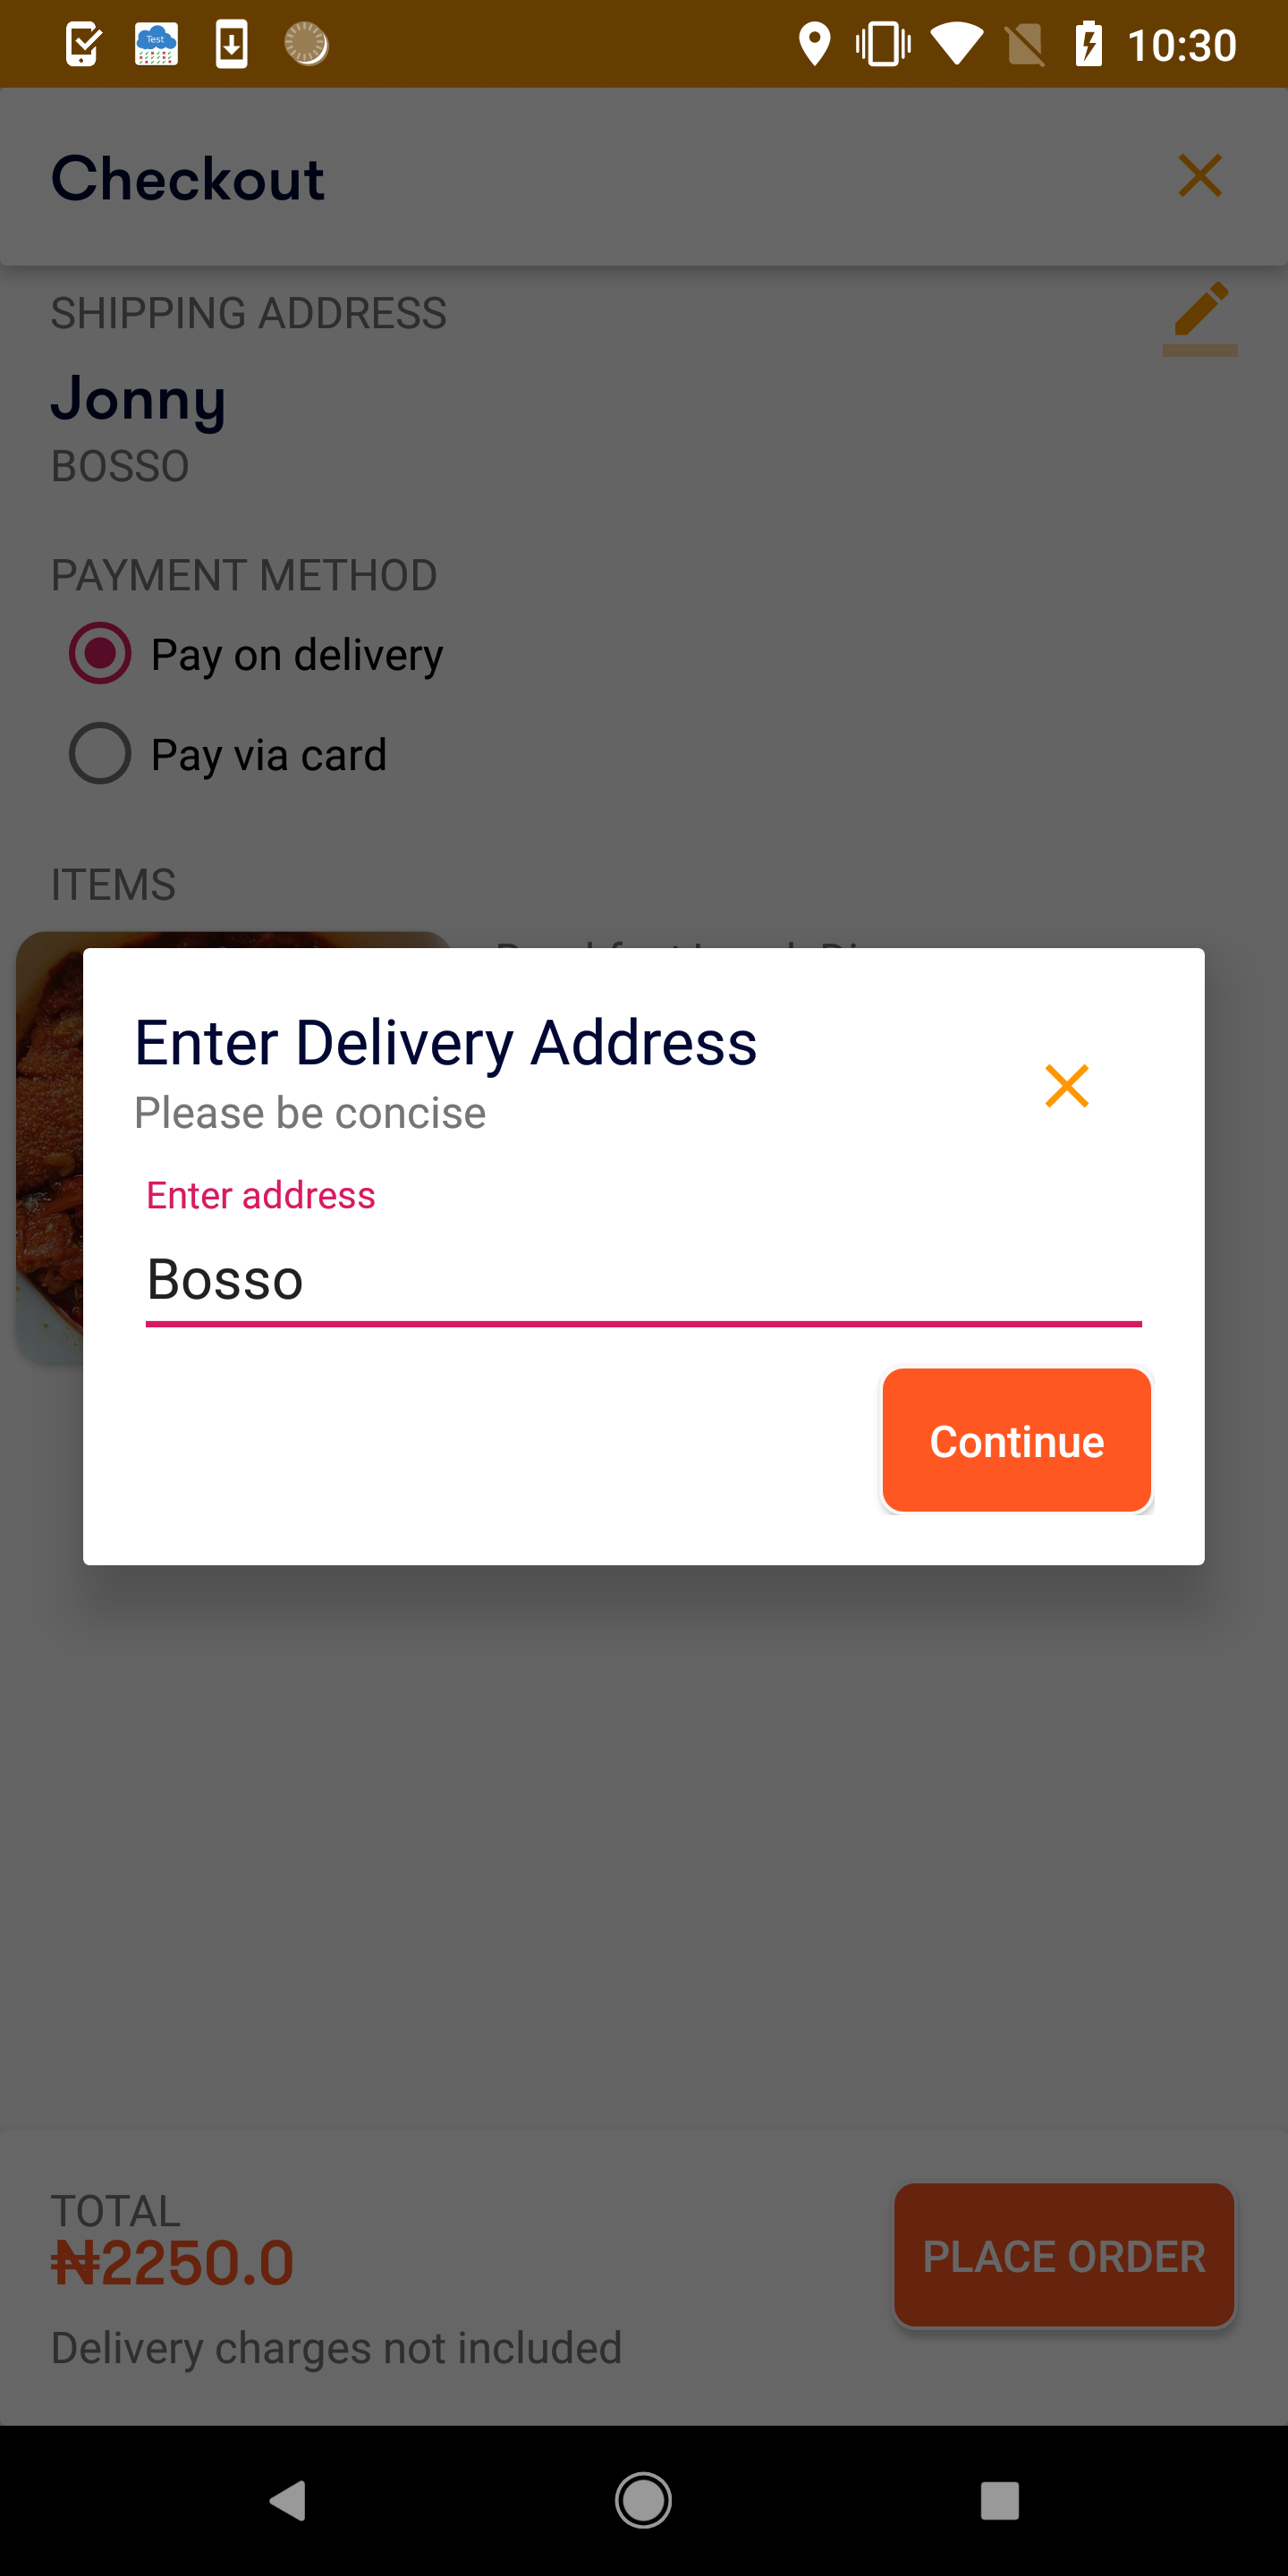 Test
10:30
Checkout
SHIPPING ADDRESS
Jonny
BOSSO
PAYMENT METHOD
Pay on delivery
Pay via card
ITEMS
Enter Delivery Address
Please be concise
Enter address
Bosso
Continue
TOTAL
₦2250.0
PLACE ORDER
Delivery charges not included